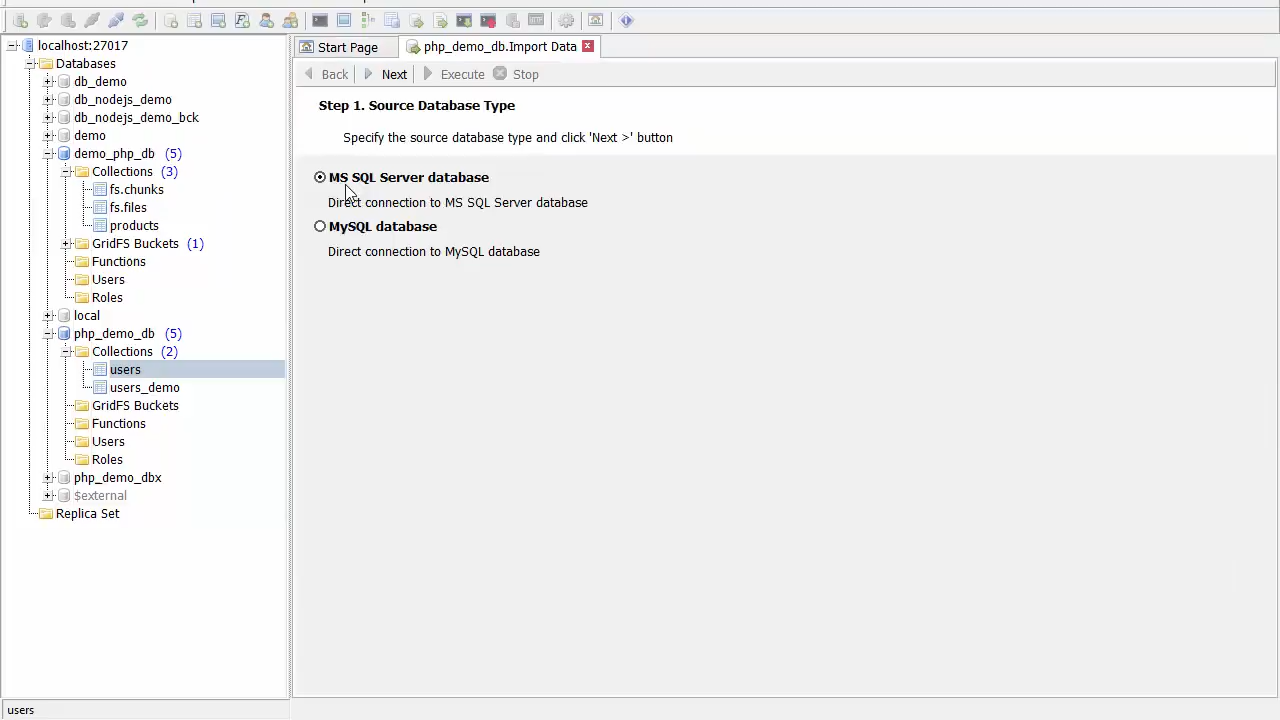 localhost:27017
Databases
db_demo
db_nodejs_demo
db_nodejs_demo_bck
demo
demo_php_db (5)
Collections (3)
fs.chunks
fs.files
products
GridFS Buckets (1)
Functions
Users
Roles
local
php_demo_db (5)
Collections (2)
users
users_demo
GridFS Buckets
Functions
Users
Roles
php_demo_dbx
$external
Replica Set
users
Start Page
php_demo_db.Import Data
Back
Next
Execute
Stop
Step 1. Source Database Type
Specify the source database type and click 'Next >' button
MS SQL Server database
Direct connection to MS SQL Server database
MySQL database
Direct connection to MySQL database